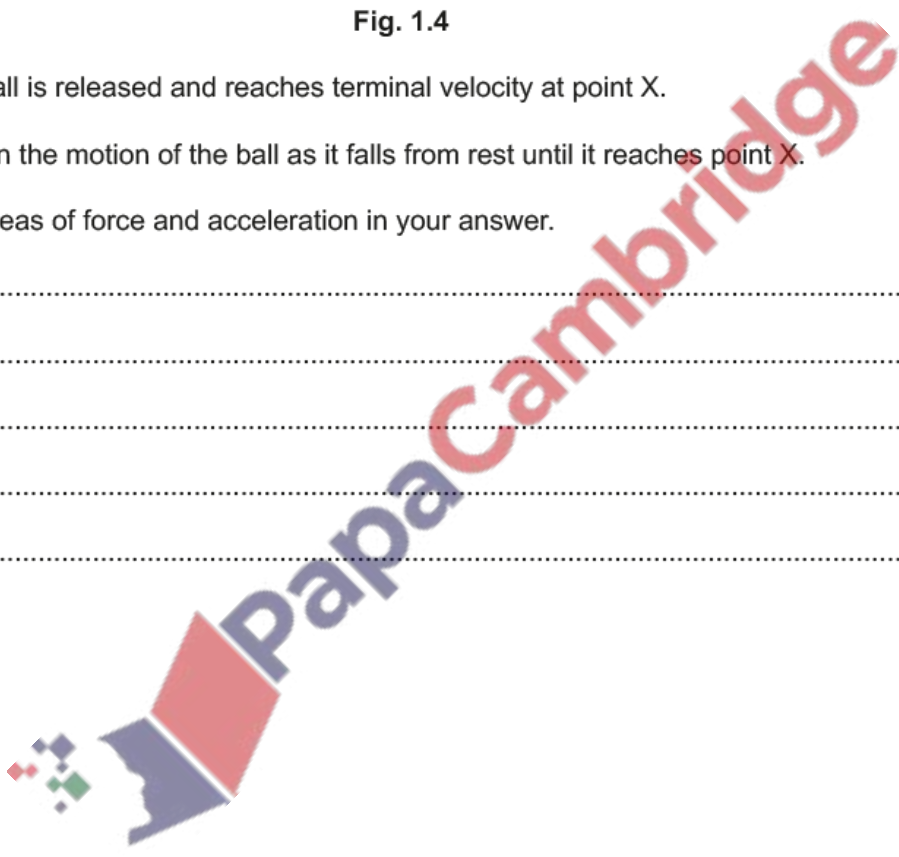 Fig. 1.4
all is released and reaches terminal velocity at point X.
n the motion of the ball as it falls from rest until it reaches point X.
eas of force and acceleration in your answer.
PapaCambridge